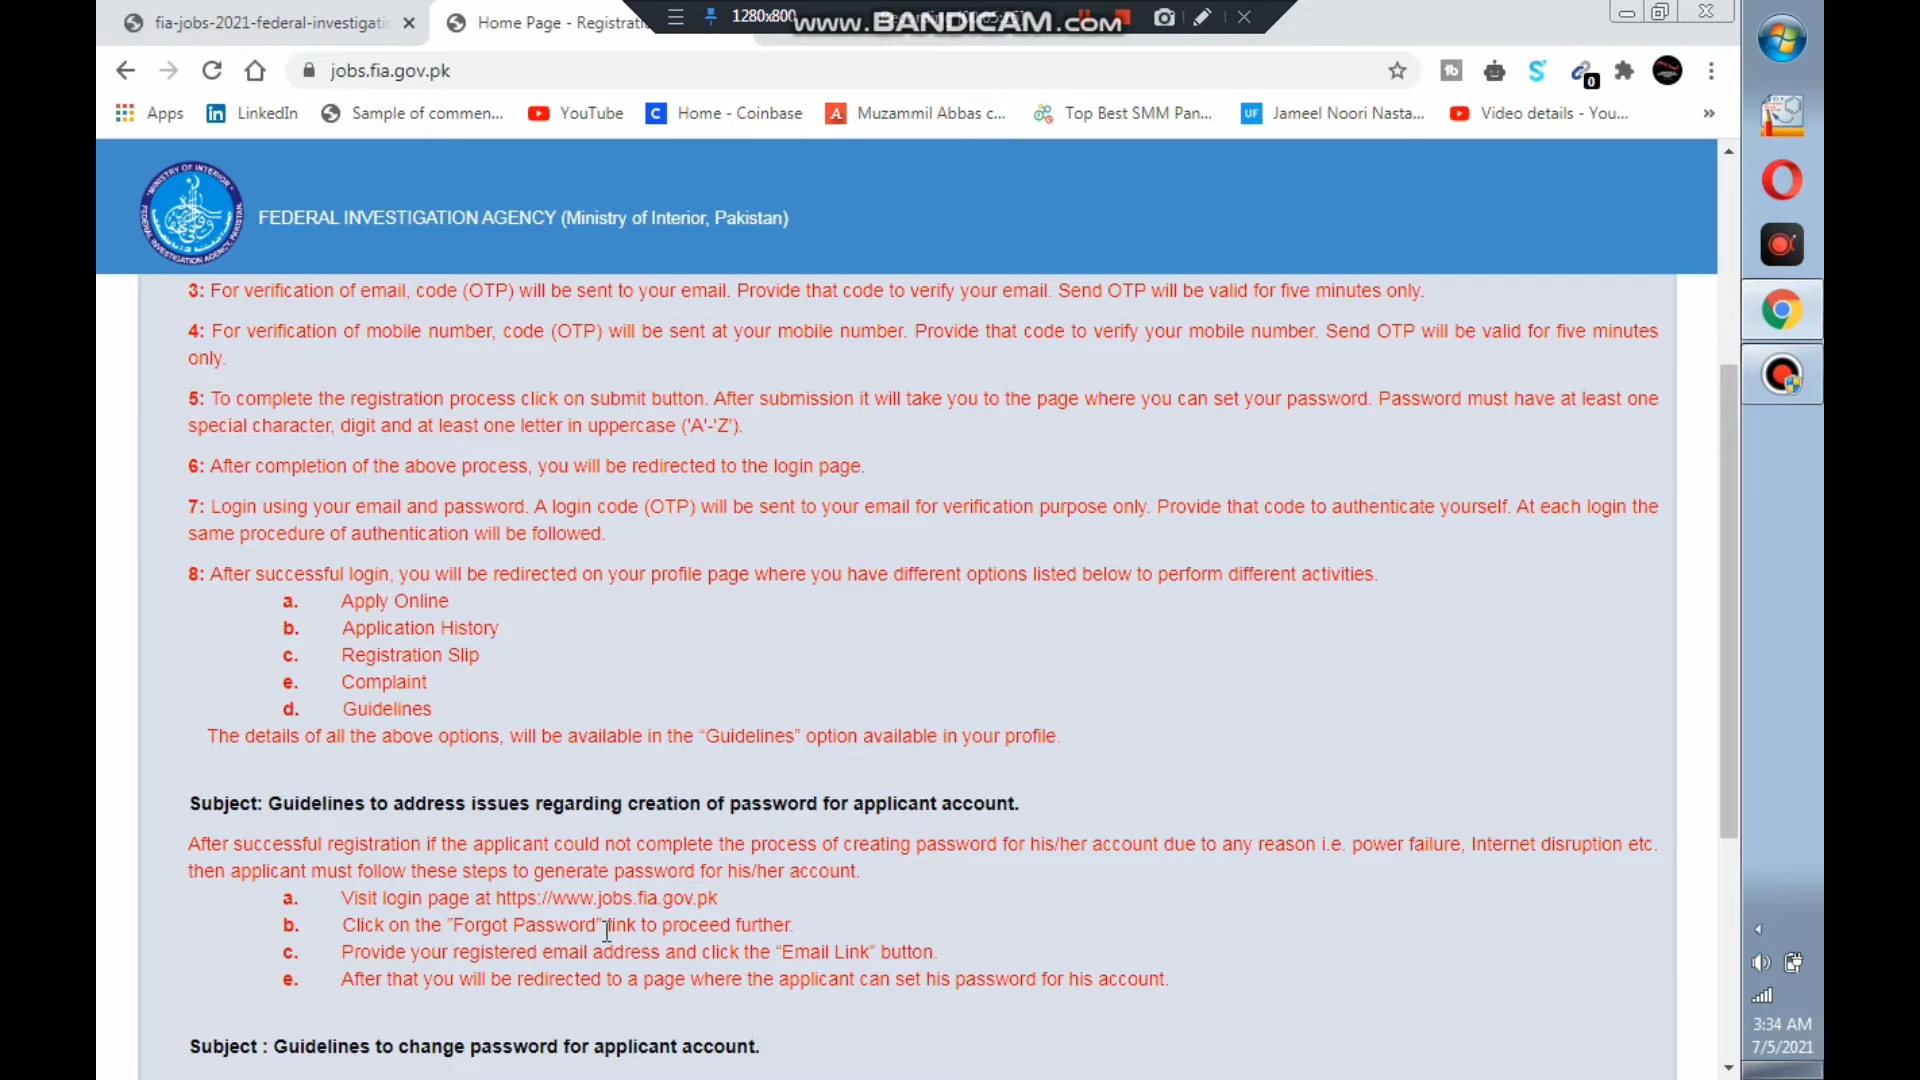 fia-jobs-2021-federal-investigati
Home Page - Registrati
1280x800
www.BANDICAM.com
jobs.fia.gov.pk
0
Apps
LinkedIn
Sample of commen...
YouTube
Home - Coinbase
Muzammil Abbas c...
Top Best SMM Pan...
UF
Jameel Noori Nasta...
Video details - You...
»
FEDERAL INVESTIGATION AGENCY (Ministry of Interior, Pakistan)
3: For verification of email, code (OTP) will be sent to your email. Provide that code to verify your email. Send OTP will be valid for five minutes only.
4: For verification of mobile number, code (OTP) will be sent at your mobile number. Provide that code to verify your mobile number. Send OTP will be valid for five minutes
only.
5: To complete the registration process click on submit button. After submission it will take you to the page where you can set your password. Password must have at least one
special character, digit and at least one letter in uppercase ('A'-'Z').
6: After completion of the above process, you will be redirected to the login page.
7: Login using your email and password. A login code (OTP) will be sent to your email for verification purpose only. Provide that code to authenticate yourself. At each login the
same procedure of authentication will be followed.
8: After successful login, you will be redirected on your profile page where you have different options listed below to perform different activities.
a. Apply Online
b. Application History
c. Registration Slip
e. Complaint
d. Guidelines
The details of all the above options, will be available in the “Guidelines” option available in your profile.
Subject: Guidelines to address issues regarding creation of password for applicant account.
After successful registration if the applicant could not complete the process of creating password for his/her account due to any reason i.e. power failure, Internet disruption etc.
then applicant must follow these steps to generate password for his/her account.
a. Visit login page at https://www.jobs.fia.gov.pk
b. Click on the ”Forgot Password” link to proceed further.
c. Provide your registered email address and click the “Email Link” button.
e. After that you will be redirected to a page where the applicant can set his password for his account.
Subject : Guidelines to change password for applicant account.
3:34 AM
7/5/2021